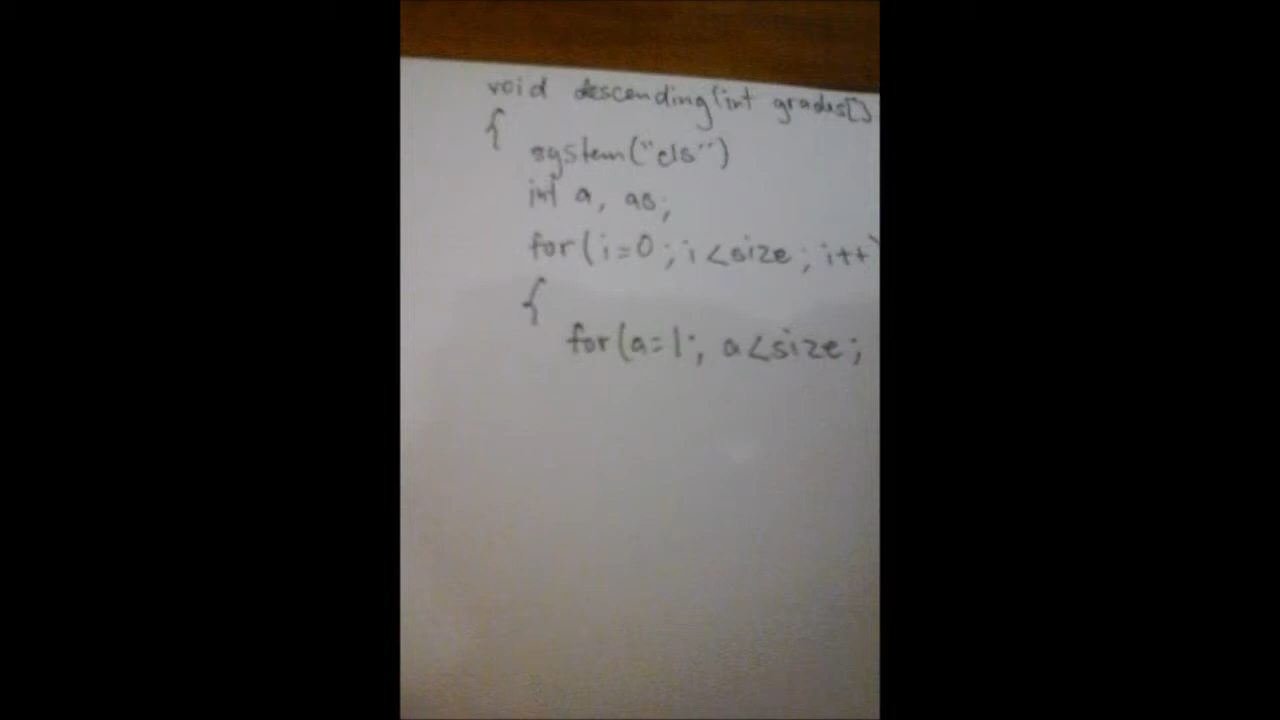 void descending(int grades[]
{
system("cls")
int a, as;
for(i=0; i<size; i++)
{
for(a=1; a<size;